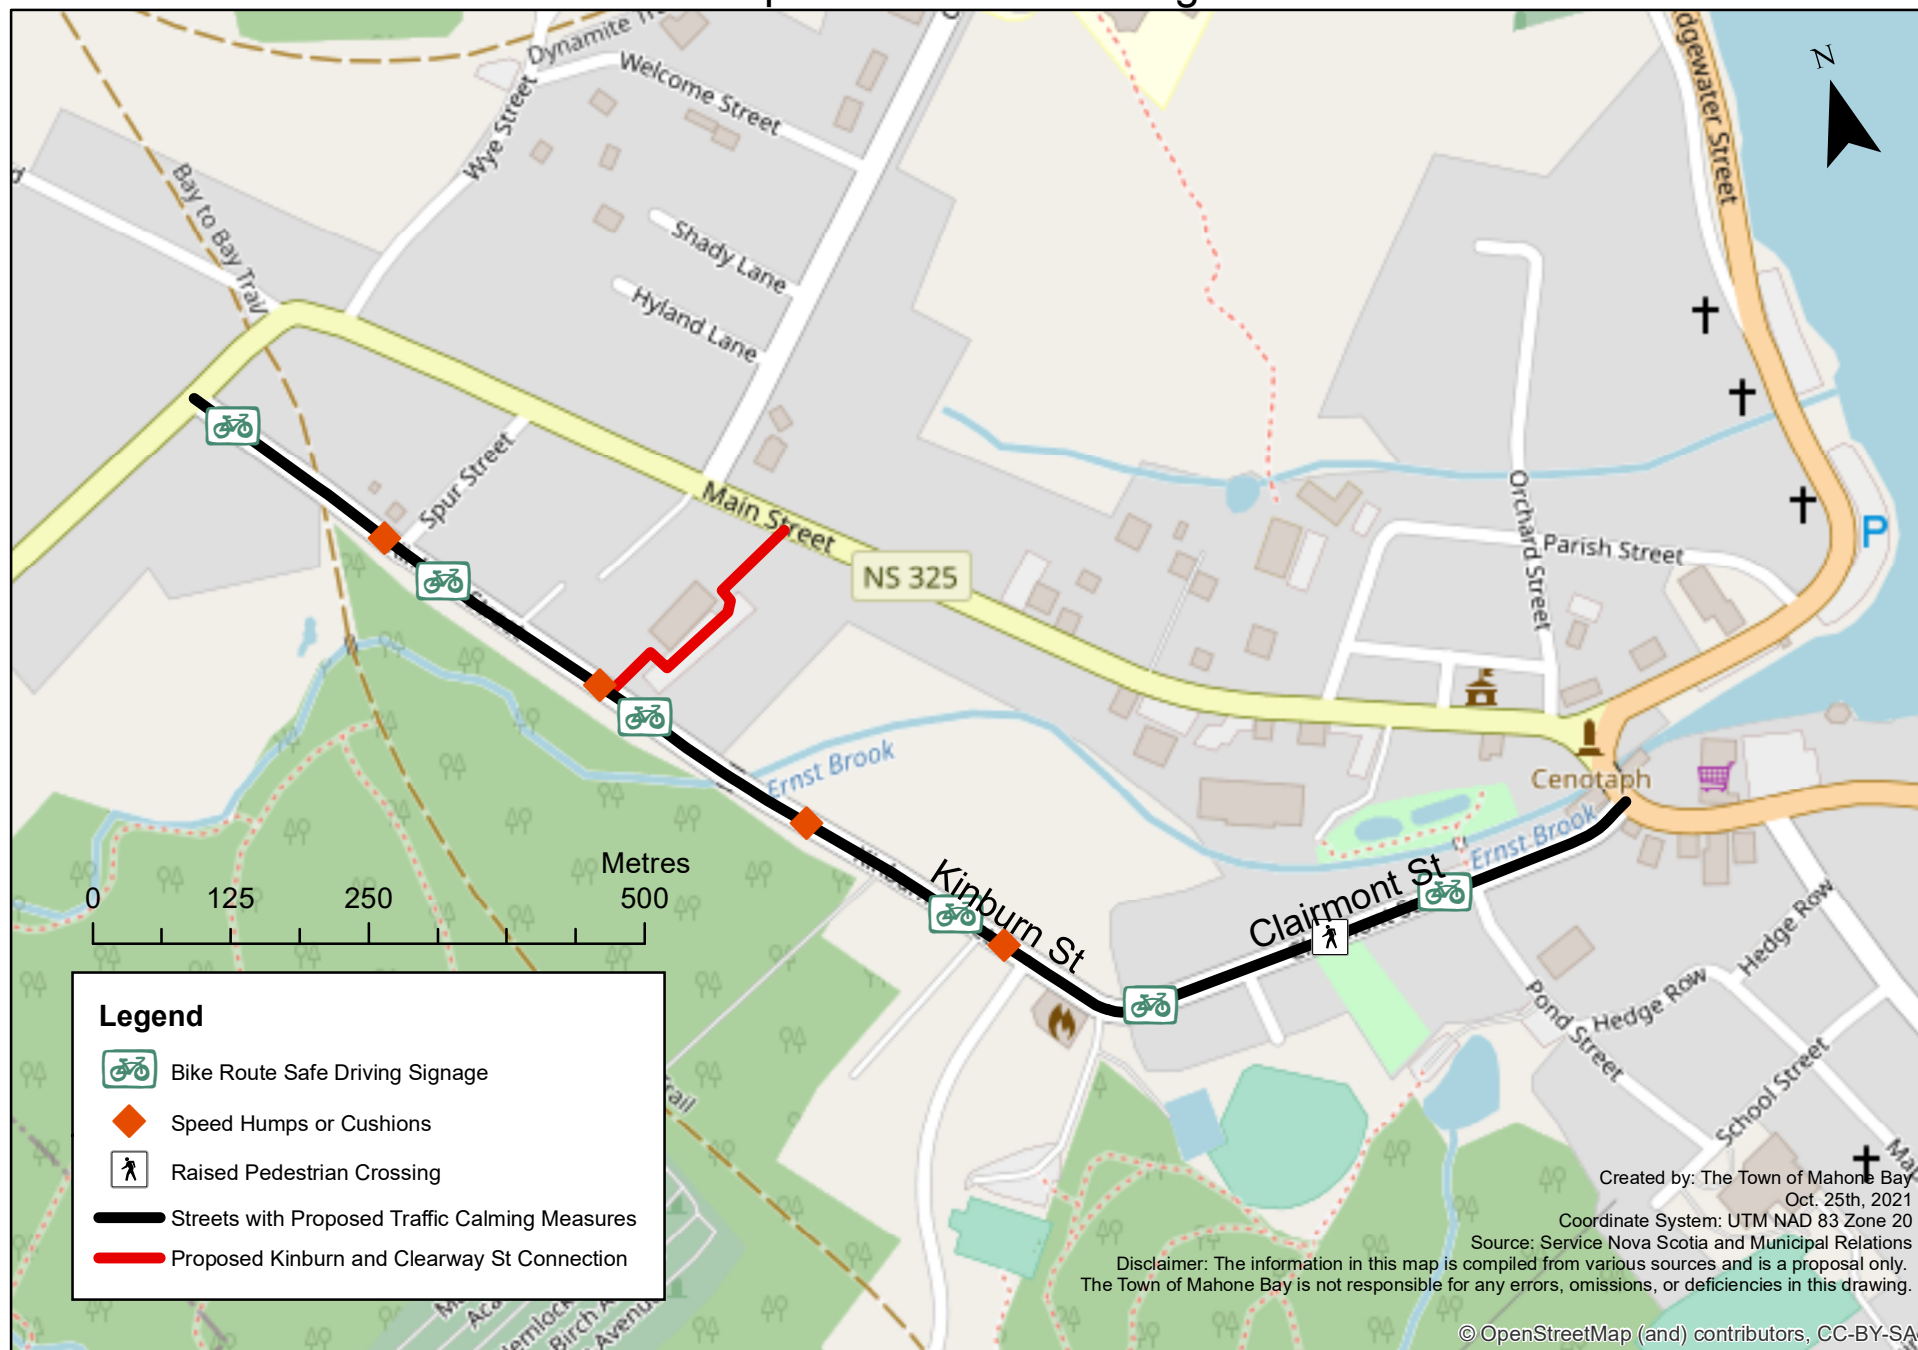 Dynamite
Welcome Street
Wye Street
Bay to Bay Trail
Shady Lane
Hyland Lane
Spur Street
Main Street
NS 325
Orchard Street
Parish Street
dgewater Street
N
P
Cenotaph
Ernst Brook
Ernst Brook
Kinburn St
Clairmont St
Pond Street
Hedge Row
Hedge Row
School Street
Metres
0 125 250 500
Legend
Bike Route Safe Driving Signage
Speed Humps or Cushions
Raised Pedestrian Crossing
Streets with Proposed Traffic Calming Measures
Proposed Kinburn and Clearway St Connection
rail
Birch A
Avenu
Created by: The Town of Mahone Bay
Oct. 25th, 2021
Coordinate System: UTM NAD 83 Zone 20
Source: Service Nova Scotia and Municipal Relations
Disclaimer: The information in this map is compiled from various sources and is a proposal only.
The Town of Mahone Bay is not responsible for any errors, omissions, or deficiencies in this drawing.
© OpenStreetMap (and) contributors, CC-BY-SA